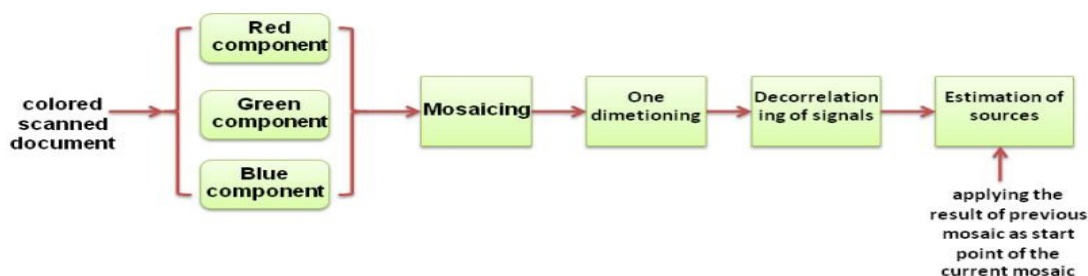 colored
scanned
document
Red
component
Green
component
Blue
component
Mosaicing
One
dimetioning
Decorrelation
ing of signals
Estimation of
sources
applying the
result of previous
mosaic as start
point of the
current mosaic